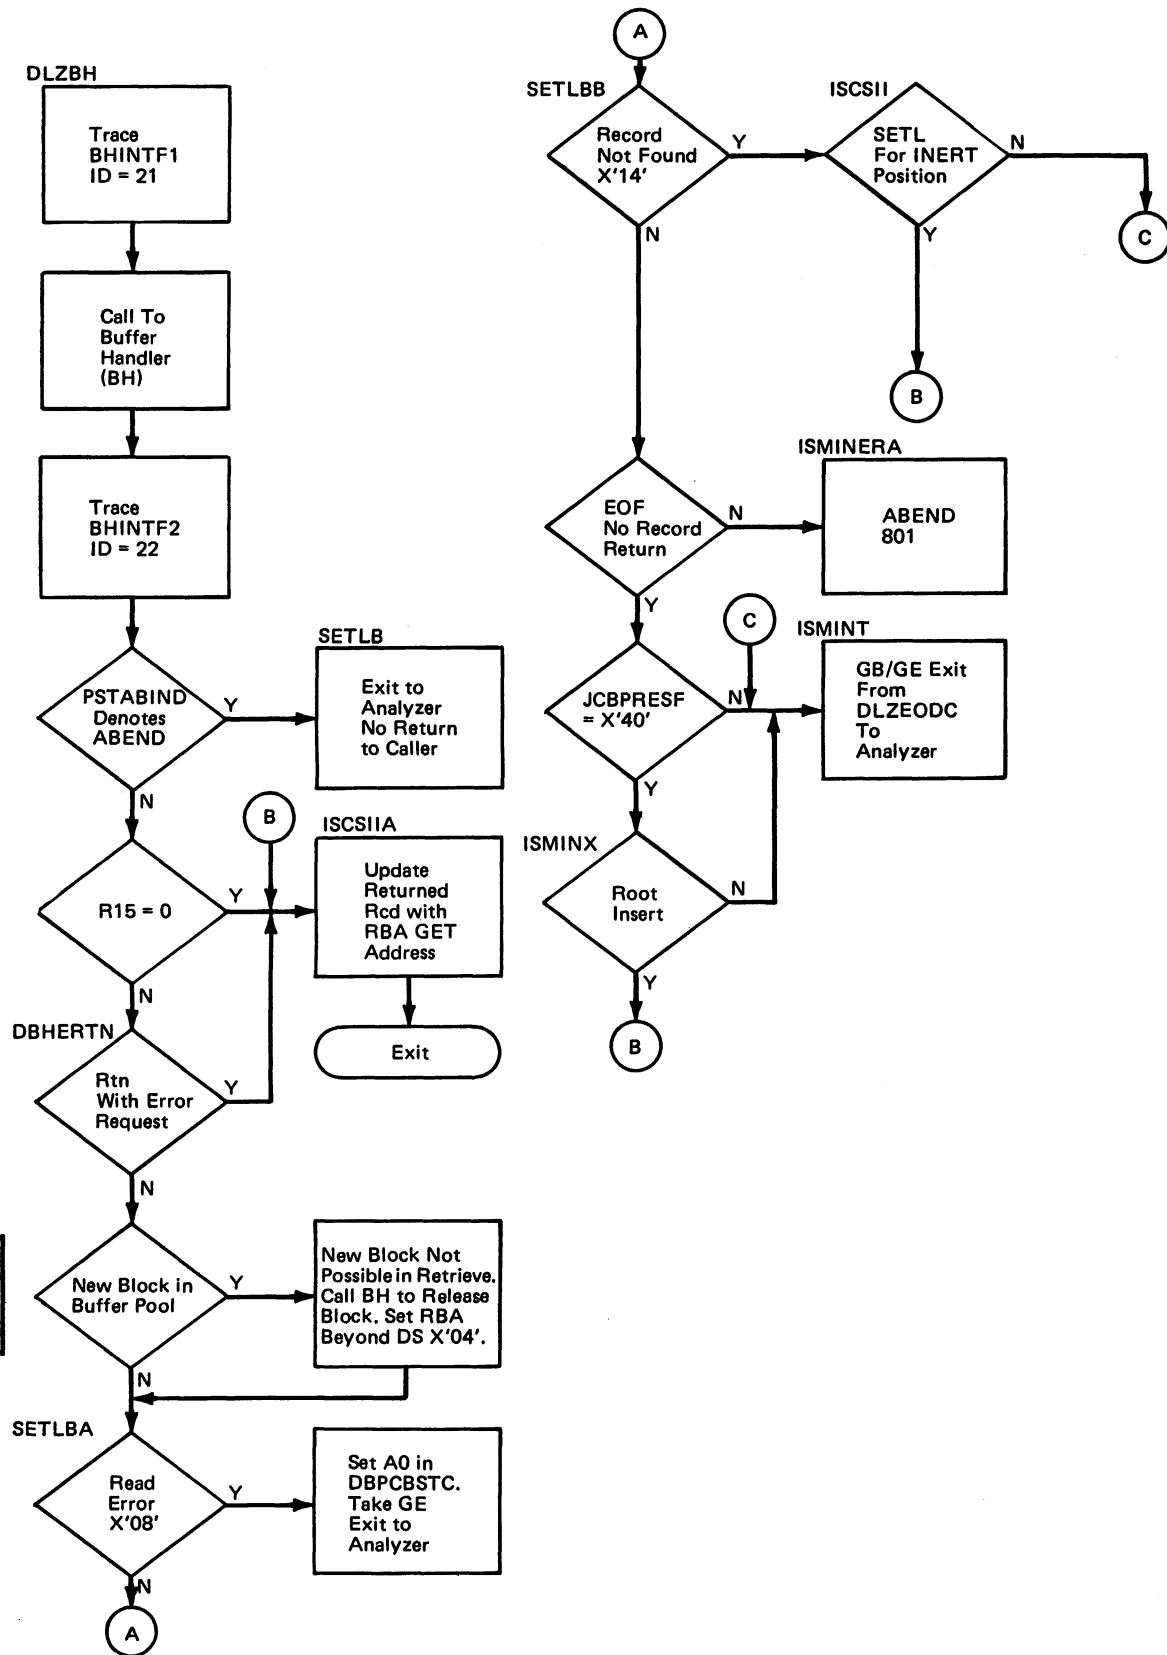 DLZBH
Trace
BHINTF1
ID = 21
Call To
Buffer
Handler
(BH)
Trace
BHINTF2
ID = 22
PSTABIND
Denotes
ABEND
Y
N
SETLB
Exit to
Analyzer
No Return
to Caller
R15 = 0
Y
N
B
ISCSIIA
Update
Returned
Rcd with
RBA GET
Address
Exit
DBHERTN
Rtn
With Error
Request
Y
N
New Block in
Buffer Pool
Y
N
New Block Not
Possible in Retrieve.
Call BH to Release
Block. Set RBA
Beyond DS X'04'.
SETLBA
Read
Error
X'08'
Y
N
Set A0 in
DBPCBSTC.
Take GE
Exit to
Analyzer
A
A
SETLBB
Record
Not Found
X'14'
Y
N
ISCSII
SETL
For INERT
Position
N
Y
C
B
EOF
No Record
Return
N
Y
ISMINERA
ABEND
801
JCBPRESF
= X'40'
N
Y
C
ISMINT
GB/GE Exit
From
DLZEODC
To
Analyzer
ISMINX
Root
Insert
N
Y
B